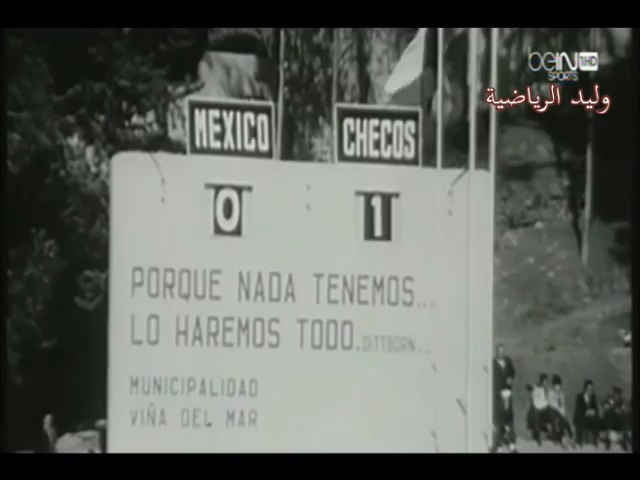 beIN 1HD
SPORTS
وليد الرياضية
MEXICO CHECOS
0 1
PORQUE NADA TENEMOS...
LO HAREMOS TODO. DITTBORN...
MUNICIPALIDAD
VIÑA DEL MAR